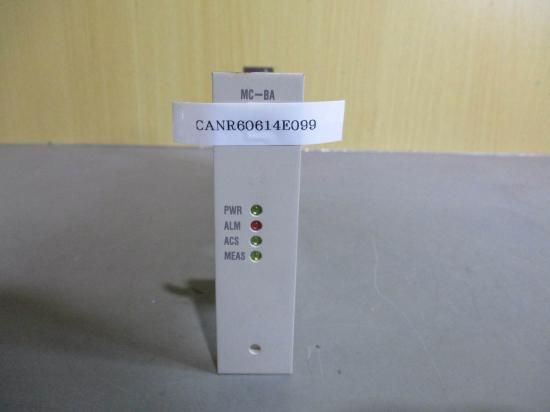 MC-BA
CANR60614E099
PWR
ALM
ACS
MEAS